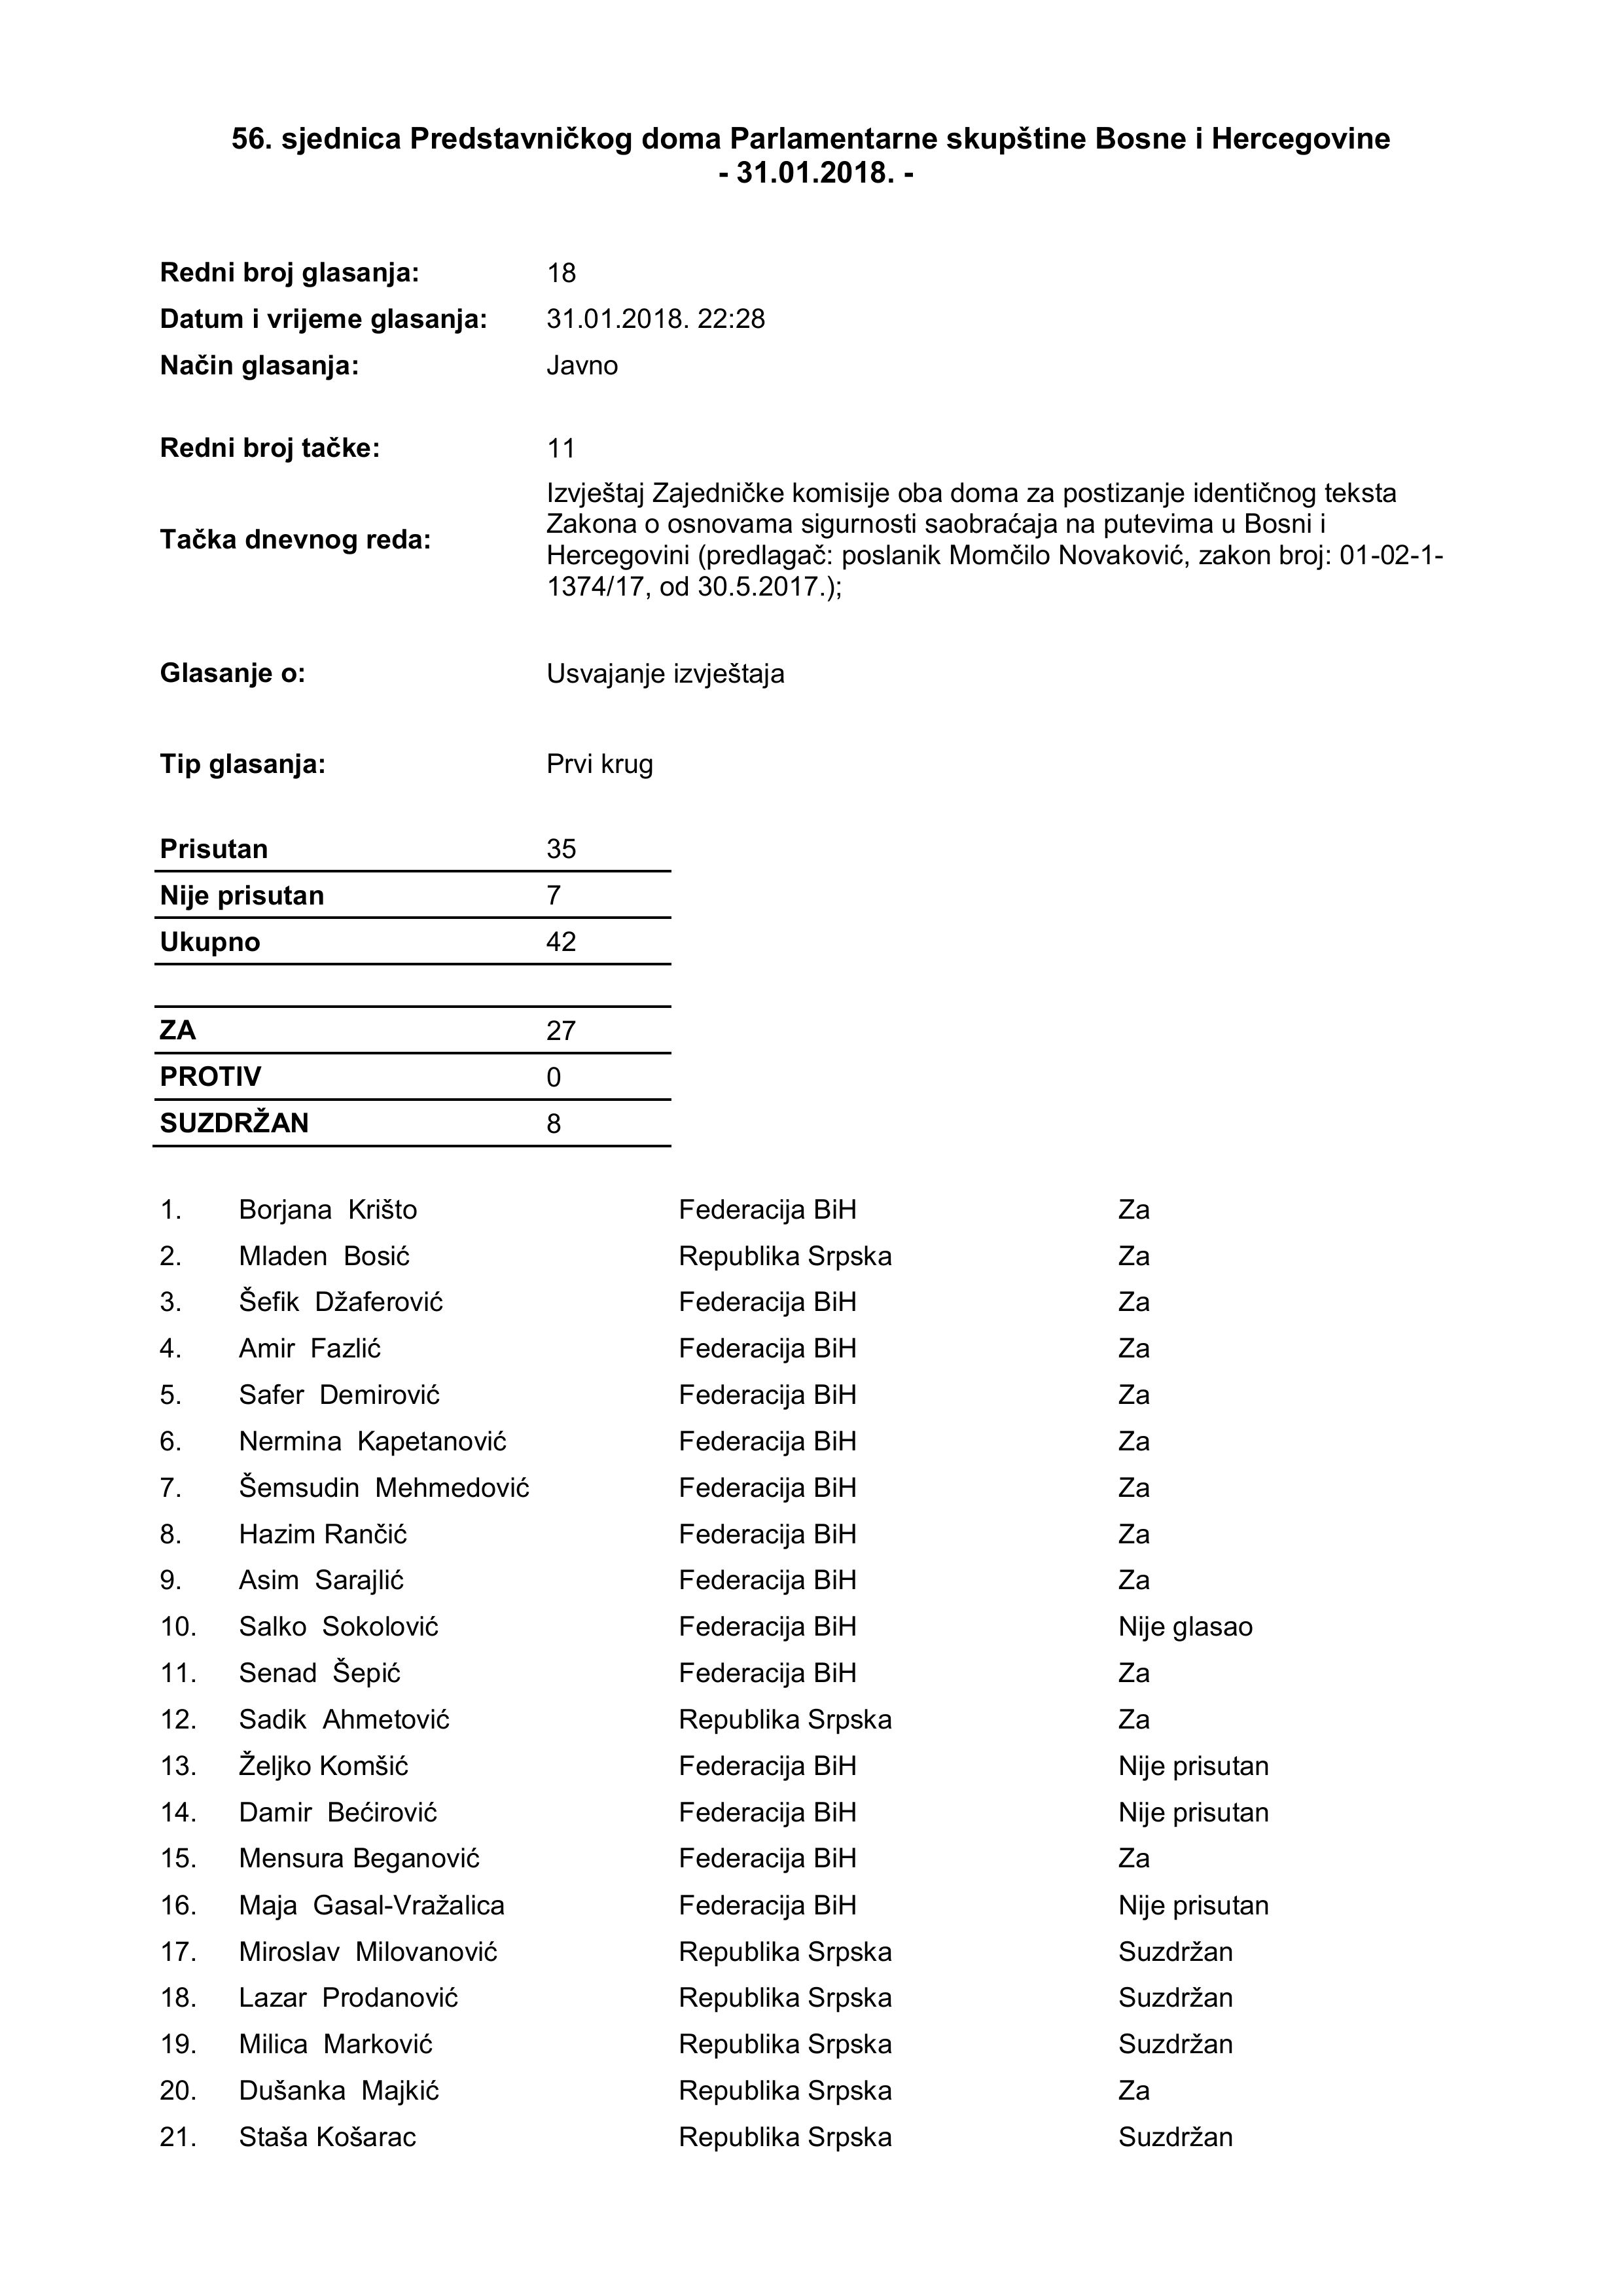 56. sjednica Predstavničkog doma Parlamentarne skupštine Bosne i Hercegovine
- 31.01.2018. -
Redni broj glasanja: 18
Datum i vrijeme glasanja: 31.01.2018. 22:28
Način glasanja: Javno
Redni broj tačke: 11
Tačka dnevnog reda: Izvještaj Zajedničke komisije oba doma za postizanje identičnog teksta
Zakona o osnovama sigurnosti saobraćaja na putevima u Bosni i
Hercegovini (predlagač: poslanik Momčilo Novaković, zakon broj: 01-02-1-
1374/17, od 30.5.2017.);
Glasanje o: Usvajanje izvještaja
Tip glasanja: Prvi krug
Prisutan 35
Nije prisutan 7
Ukupno 42
ZA 27
PROTIV 0
SUZDRŽAN 8
1. Borjana Krišto Federacija BiH Za
2. Mladen Bosić Republika Srpska Za
3. Šefik Džaferović Federacija BiH Za
4. Amir Fazlić Federacija BiH Za
5. Safer Demirović Federacija BiH Za
6. Nermina Kapetanović Federacija BiH Za
7. Šemsudin Mehmedović Federacija BiH Za
8. Hazim Rančić Federacija BiH Za
9. Asim Sarajlić Federacija BiH Za
10. Salko Sokolović Federacija BiH Nije glasao
11. Senad Šepić Federacija BiH Za
12. Sadik Ahmetović Republika Srpska Za
13. Željko Komšić Federacija BiH Nije prisutan
14. Damir Bećirović Federacija BiH Nije prisutan
15. Mensura Beganović Federacija BiH Za
16. Maja Gasal-Vražalica Federacija BiH Nije prisutan
17. Miroslav Milovanović Republika Srpska Suzdržan
18. Lazar Prodanović Republika Srpska Suzdržan
19. Milica Marković Republika Srpska Suzdržan
20. Dušanka Majkić Republika Srpska Za
21. Staša Košarac Republika Srpska Suzdržan